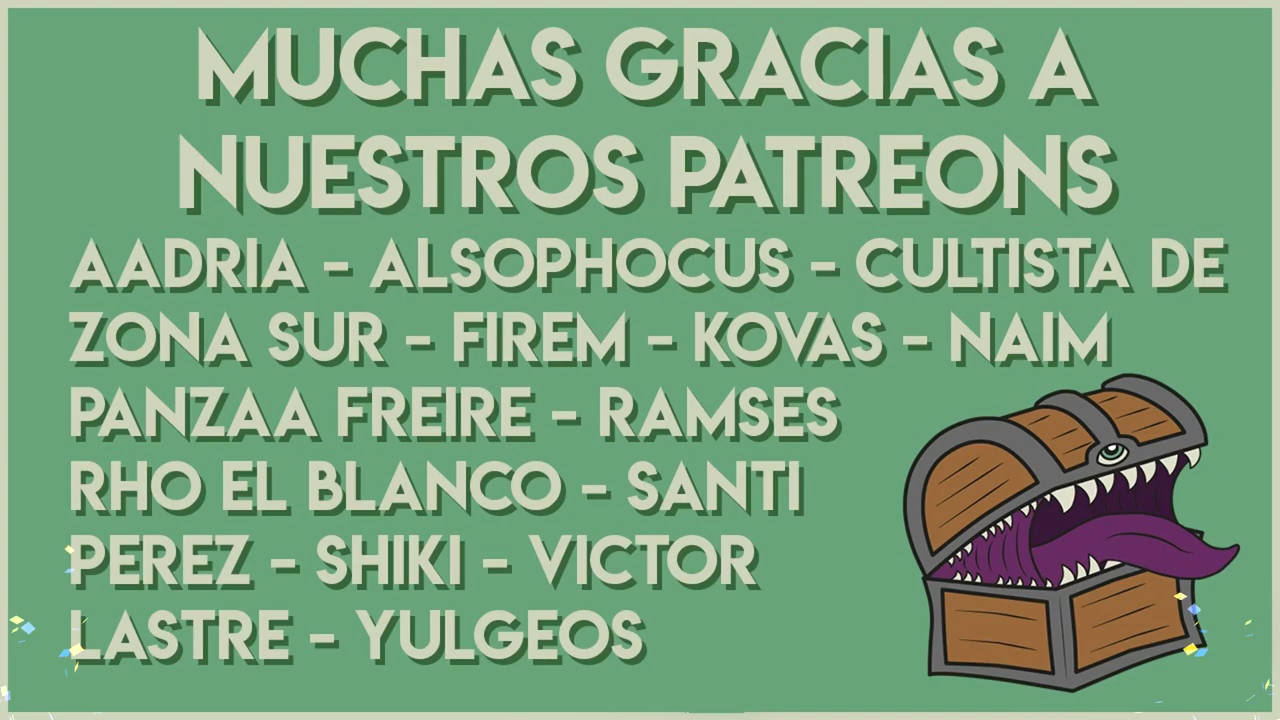 MUCHAS GRACIAS A
NUESTROS PATREONS
AADRIA - ALSOPHOCUS - CULTISTA DE
ZONA SUR - FIREM - KOVAS - NAIM
PANZAA FREIRE - RAMSES
RHO EL BLANCO - SANTI
PEREZ - SHIKI - VICTOR
LASTRE - YULGEOS